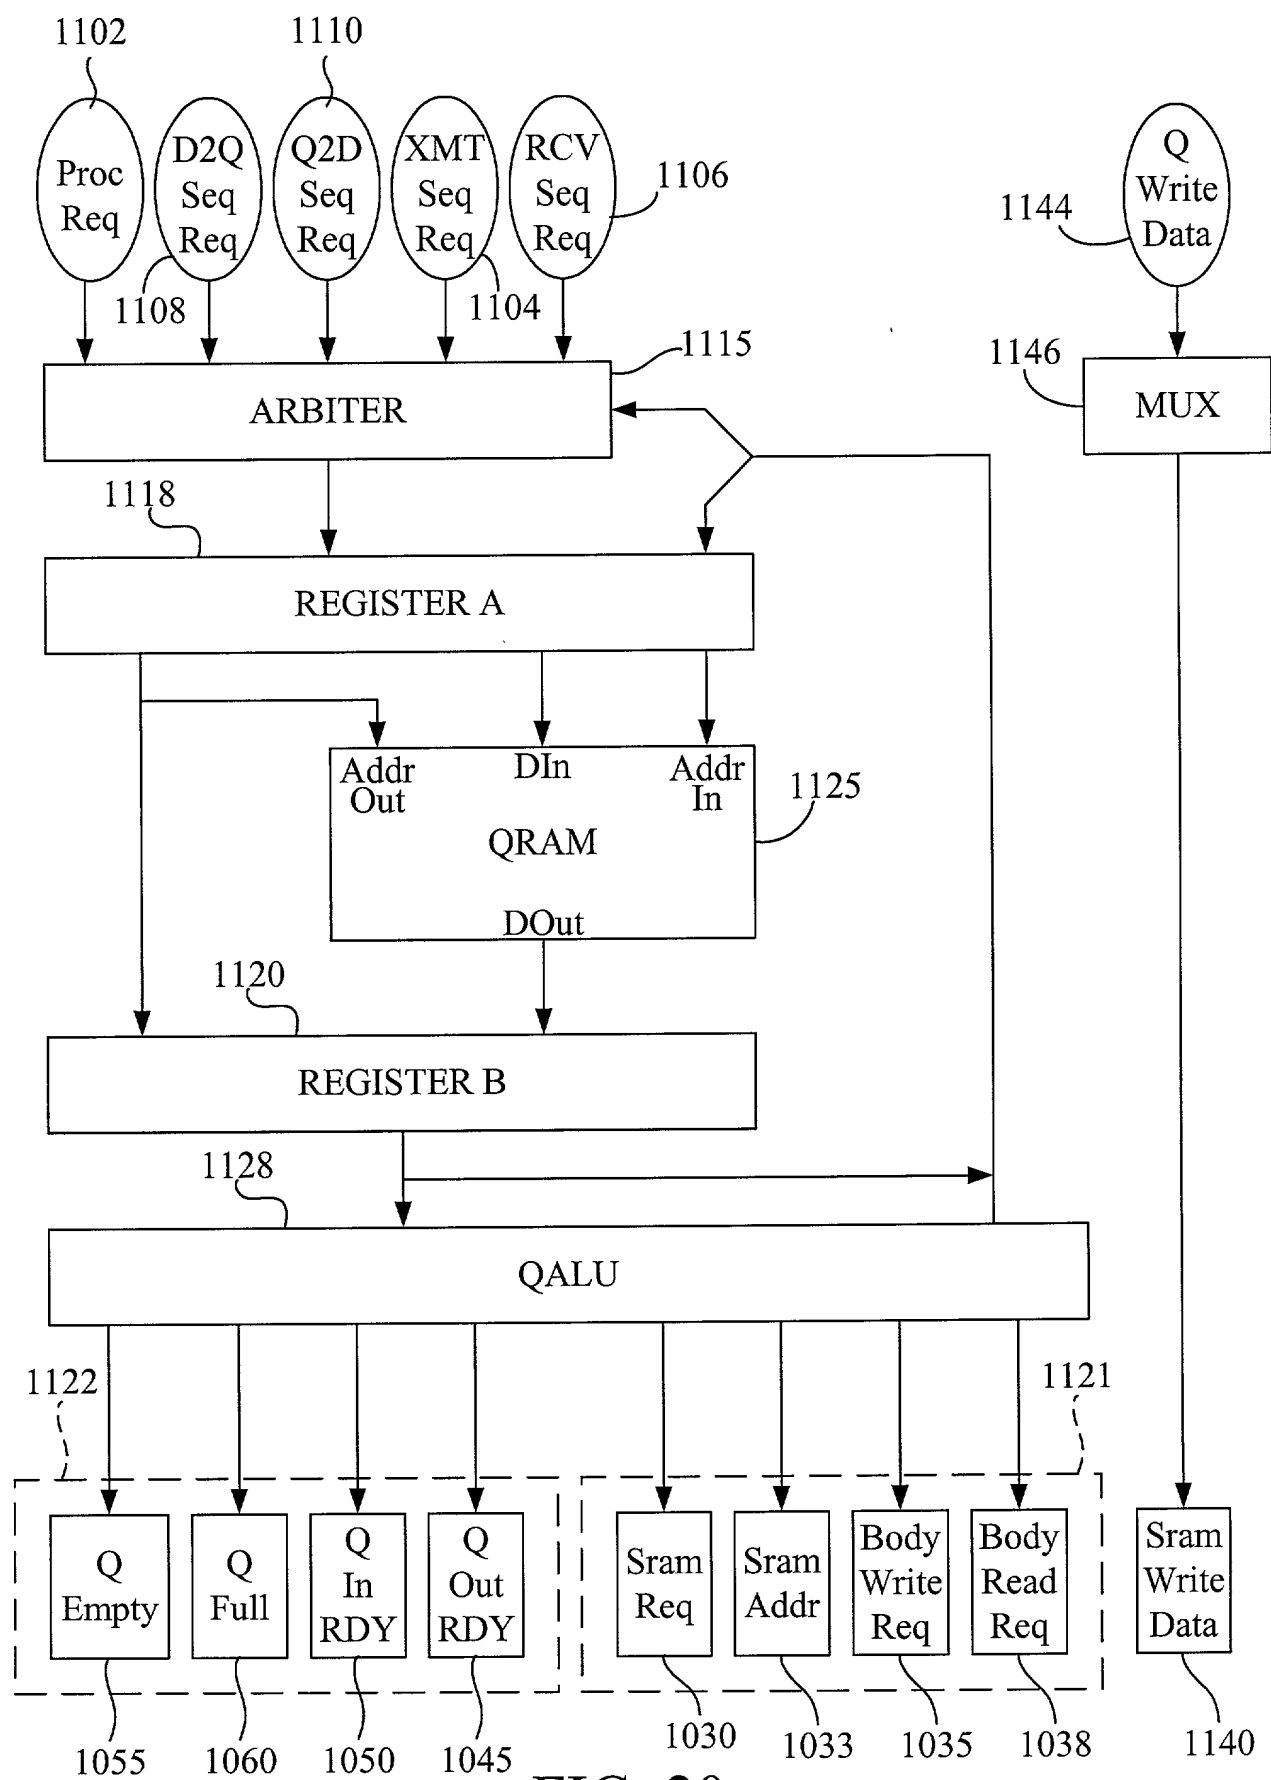 1102
1110
Proc
Req
D2Q
Seq
Req
Q2D
Seq
Req
XMT
Seq
Req
RCV
Seq
Req
1106
1108
1104
Q
Write
Data
1144
1115
ARBITER
1146
MUX
1118
REGISTER A
Addr
Out
DIn
Addr
In
1125
QRAM
DOut
1120
REGISTER B
1128
QALU
1122
1121
Q
Empty
Q
Full
Q
In
RDY
Q
Out
RDY
Sram
Req
Sram
Addr
Body
Write
Req
Body
Read
Req
Sram
Write
Data
1055
1060
1050
1045
1030
1033
1035
1038
1140